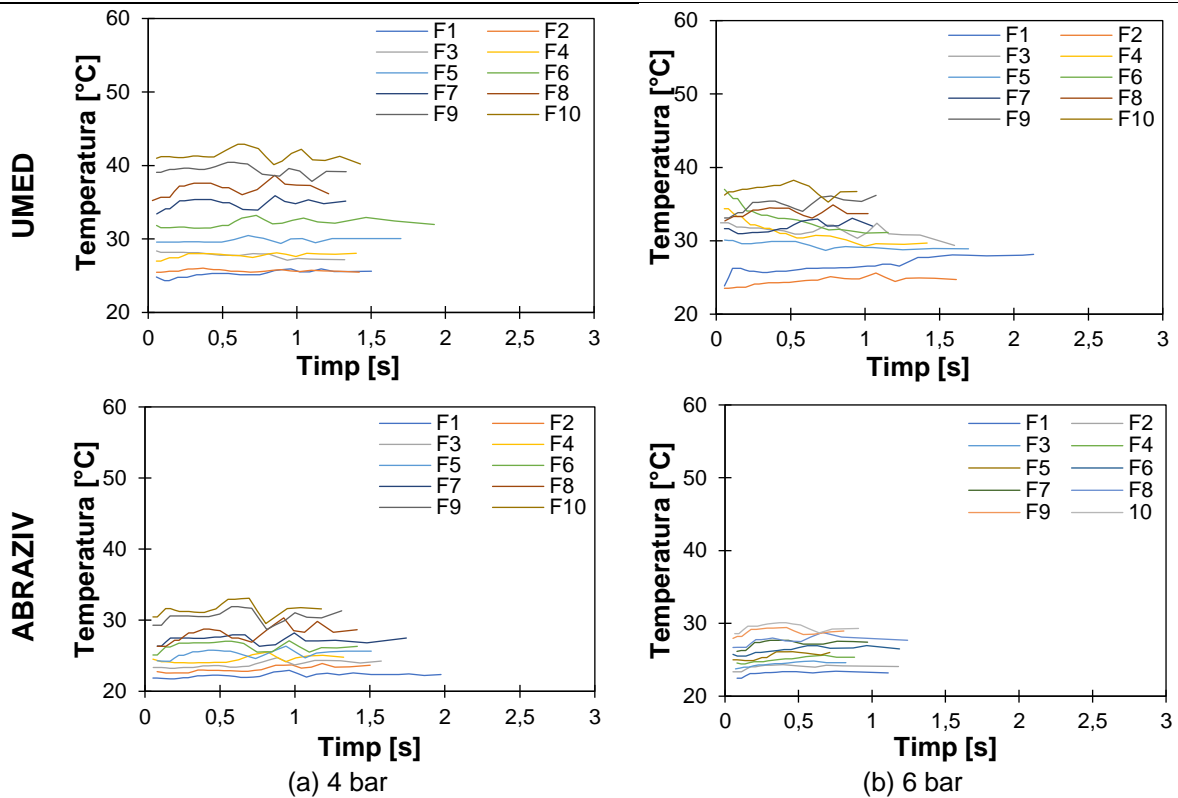 UMED
Temperatura [°C]
60
50
40
30
20
0 0,5 1 1,5 2 2,5 3
Timp [s]
F1 F2
F3 F4
F5 F6
F7 F8
F9 F10
Temperatura [°C]
60
50
40
30
20
0 0,5 1 1,5 2 2,5 3
Timp [s]
F1 F2
F3 F4
F5 F6
F7 F8
F9 F10
ABRAZIV
Temperatura [°C]
60
50
40
30
20
0 0,5 1 1,5 2 2,5 3
Timp [s]
F1 F2
F3 F4
F5 F6
F7 F8
F9 F10
(a) 4 bar
Temperatura [°C]
60
50
40
30
20
0 0,5 1 1,5 2 2,5 3
Timp [s]
F1 F2
F3 F4
F5 F6
F7 F8
F9 10
(b) 6 bar